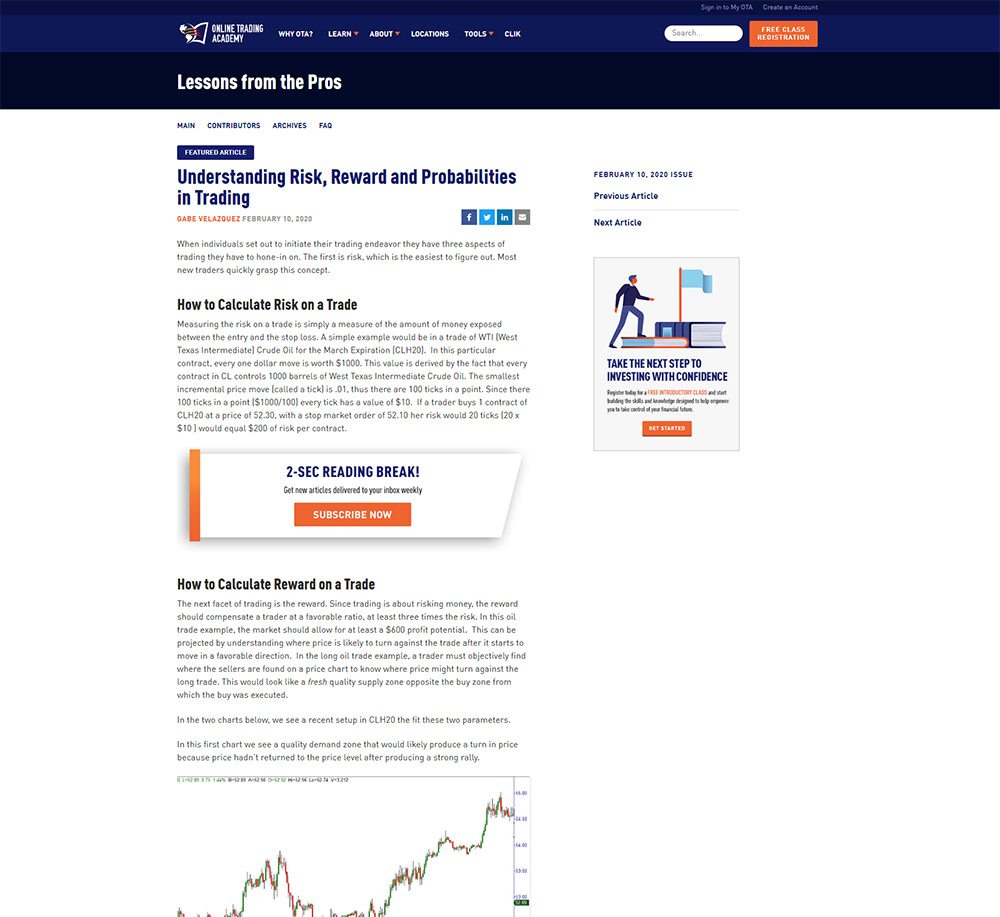 Sign in to My OTA Create an Account
ONLINE TRADING
ACADEMY
WHY OTA? LEARN ABOUT LOCATIONS TOOLS CLIK
Search...
FREE CLASS
REGISTRATION
Lessons from the Pros
MAIN CONTRIBUTORS ARCHIVES FAQ
FEATURED ARTICLE
Understanding Risk, Reward and Probabilities
in Trading
GABE VELAZQUEZ FEBRUARY 10, 2020
When individuals set out to initiate their trading endeavor they have three aspects of
trading they have to hone-in on. The first is risk, which is the easiest to figure out. Most
new traders quickly grasp this concept.
How to Calculate Risk on a Trade
Measuring the risk on a trade is simply a measure of the amount of money exposed
between the entry and the stop loss. A simple example would be in a trade of WTI (West
Texas Intermediate) Crude Oil for the March Expiration (CLH20). In this particular
contract, every one dollar move is worth $1000. This value is derived by the fact that every
contract in CL controls 1000 barrels of West Texas Intermediate Crude Oil. The smallest
incremental price move (called a tick) is .01, thus there are 100 ticks in a point. Since there
100 ticks in a point ($1000/100) every tick has a value of $10. If a trader buys 1 contract of
CLH20 at a price of 52.30, with a stop market order of 52.10 her risk would 20 ticks (20 x
$10 ) would equal $200 of risk per contract.
2-SEC READING BREAK!
Get new articles delivered to your inbox weekly
SUBSCRIBE NOW
How to Calculate Reward on a Trade
The next facet of trading is the reward. Since trading is about risking money, the reward
should compensate a trader at a favorable ratio, at least three times the risk. In this oil
trade example, the market should allow for at least a $600 profit potential. This can be
projected by understanding where price is likely to turn against the trade after it starts to
move in a favorable direction. In the long oil trade example, a trader must objectively find
where the sellers are found on a price chart to know where price might turn against the
long trade. This would look like a fresh quality supply zone opposite the buy zone from
which the buy was executed.
In the two charts below, we see a recent setup in CLH20 the fit these two parameters.
In this first chart we see a quality demand zone that would likely produce a turn in price
because price hadn't returned to the price level after producing a strong rally.
55.00
54.50
54.00
53.50
53.00
FEBRUARY 10, 2020 ISSUE
Previous Article
Next Article
TAKE THE NEXT STEP TO
INVESTING WITH CONFIDENCE
Register today for a FREE INTRODUCTORY CLASS and start
building the skills and knowledge designed to help empower
you to take control of your financial future.
GET STARTED